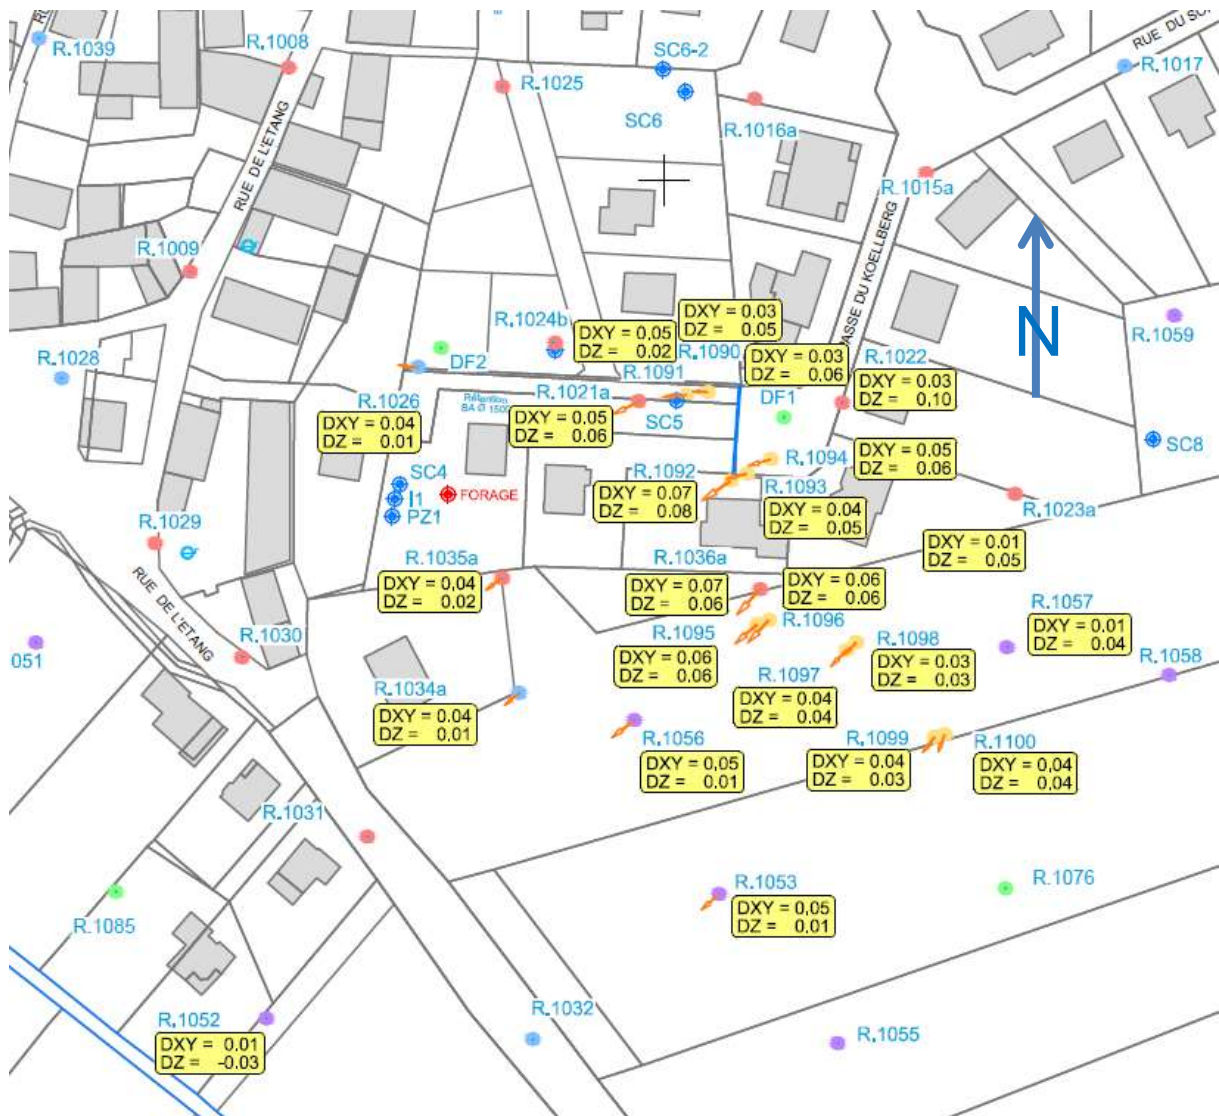 R.1039
R.1008
RUE DE L'ETANG
R.1025
SC6-2
SC6
R.1016a
RUE DU
R.1017
R.1015a
R.1009
N
R.1059
R.1028
DF2
R.1024b
DXY = 0.05
DZ = 0.02
DXY = 0.03
DZ = 0.05
R.1090
R.1091
DXY = 0.03
DZ = 0.06
R.1022
DXY = 0.03
DZ = 0.10
R.1026
DXY = 0.04
DZ = 0.01
Rétention
BA Ø 1500
R.1021a
DXY = 0.05
DZ = 0.06
SC5
DF1
ASSE DU KOELLBERG
SC8
SC4
I1
PZ1
FORAGE
R.1092
DXY = 0.07
DZ = 0.08
R.1094
DXY = 0.05
DZ = 0.06
R.1093
DXY = 0.04
DZ = 0.05
R.1023a
DXY = 0.01
DZ = 0.05
R.1029
RUE DE L'ETANG
R.1035a
DXY = 0.04
DZ = 0.02
R.1036a
DXY = 0.07
DZ = 0.06
DXY = 0.06
DZ = 0.06
R.1096
R.1095
DXY = 0.06
DZ = 0.06
R.1057
DXY = 0.01
DZ = 0.04
R.1058
R.1098
DXY = 0.03
DZ = 0.03
R.1097
DXY = 0.04
DZ = 0.04
051
R.1030
R.1034a
DXY = 0.04
DZ = 0.01
R.1056
DXY = 0.05
DZ = 0.01
R.1099
DXY = 0.04
DZ = 0.03
R.1100
DXY = 0.04
DZ = 0.04
R.1031
R.1053
DXY = 0.05
DZ = 0.01
R.1076
R.1085
R.1052
DXY = 0.01
DZ = -0.03
R.1032
R.1055